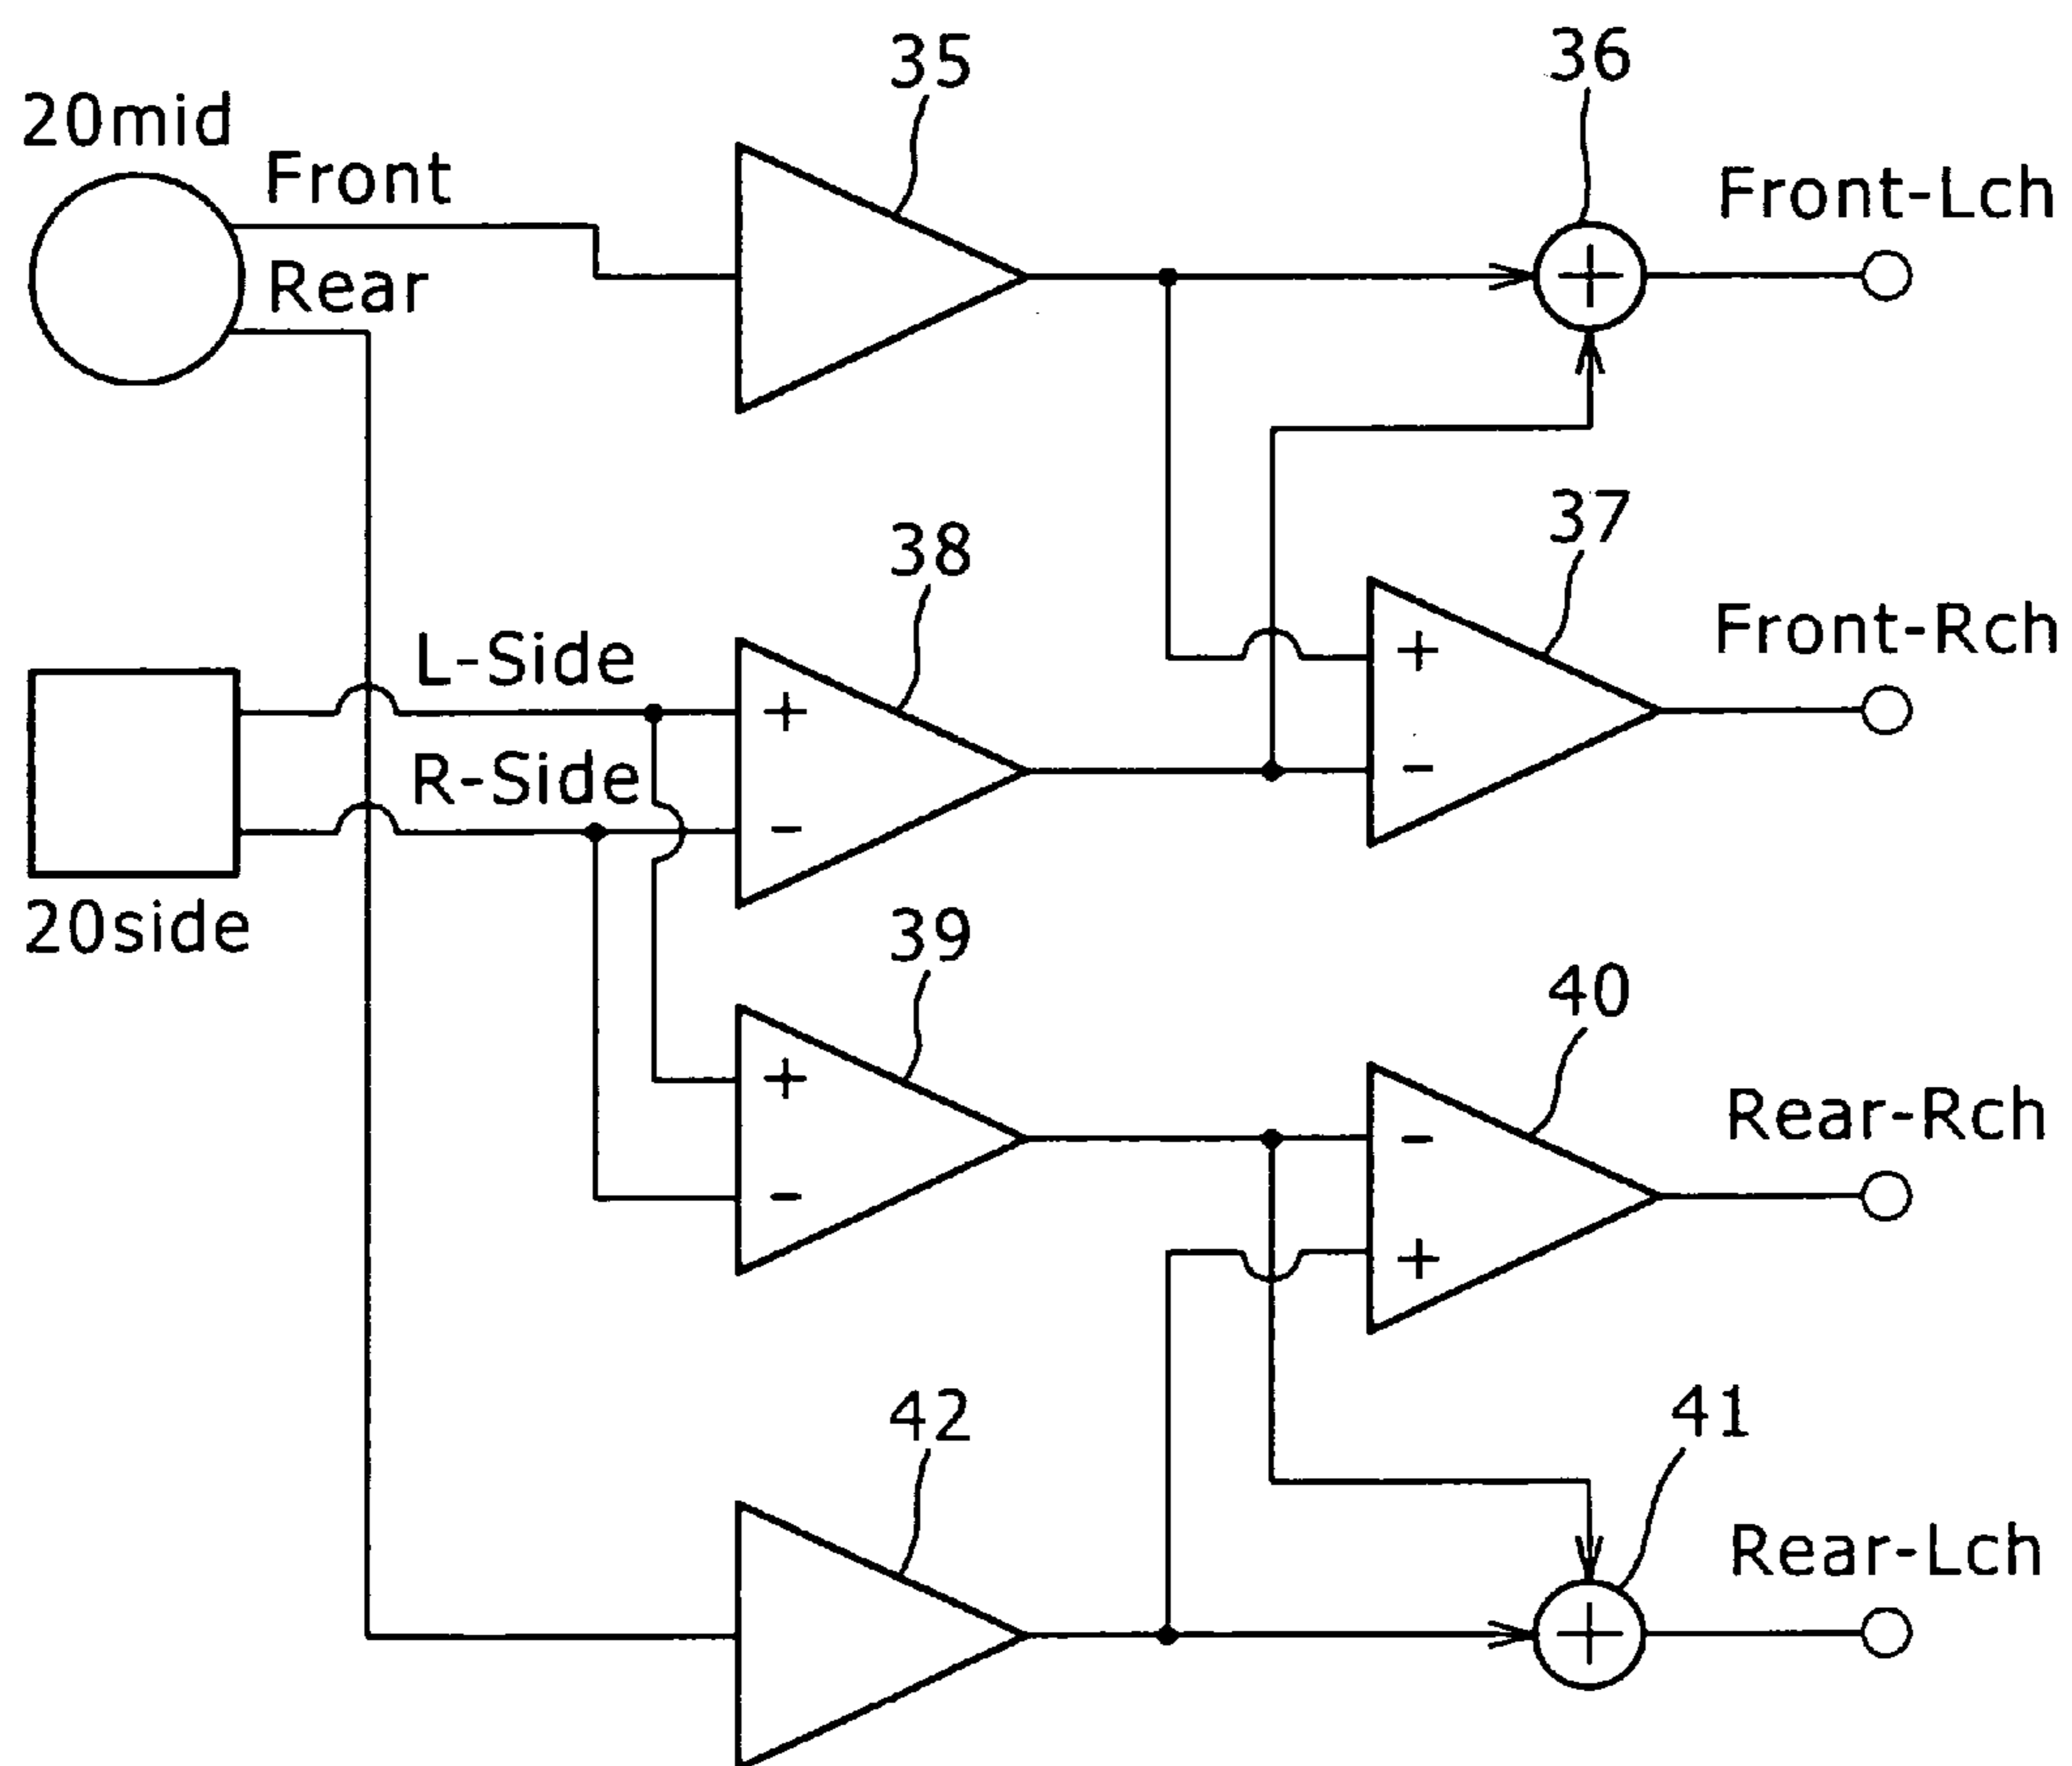 35
36
20mid
Front
Front-Lch
Rear
+
38
37
Front-Rch
L-Side
+
+
R-Side
-
-
20side
39
40
+
-
Rear-Rch
-
+
42
41
Rear-Lch
+